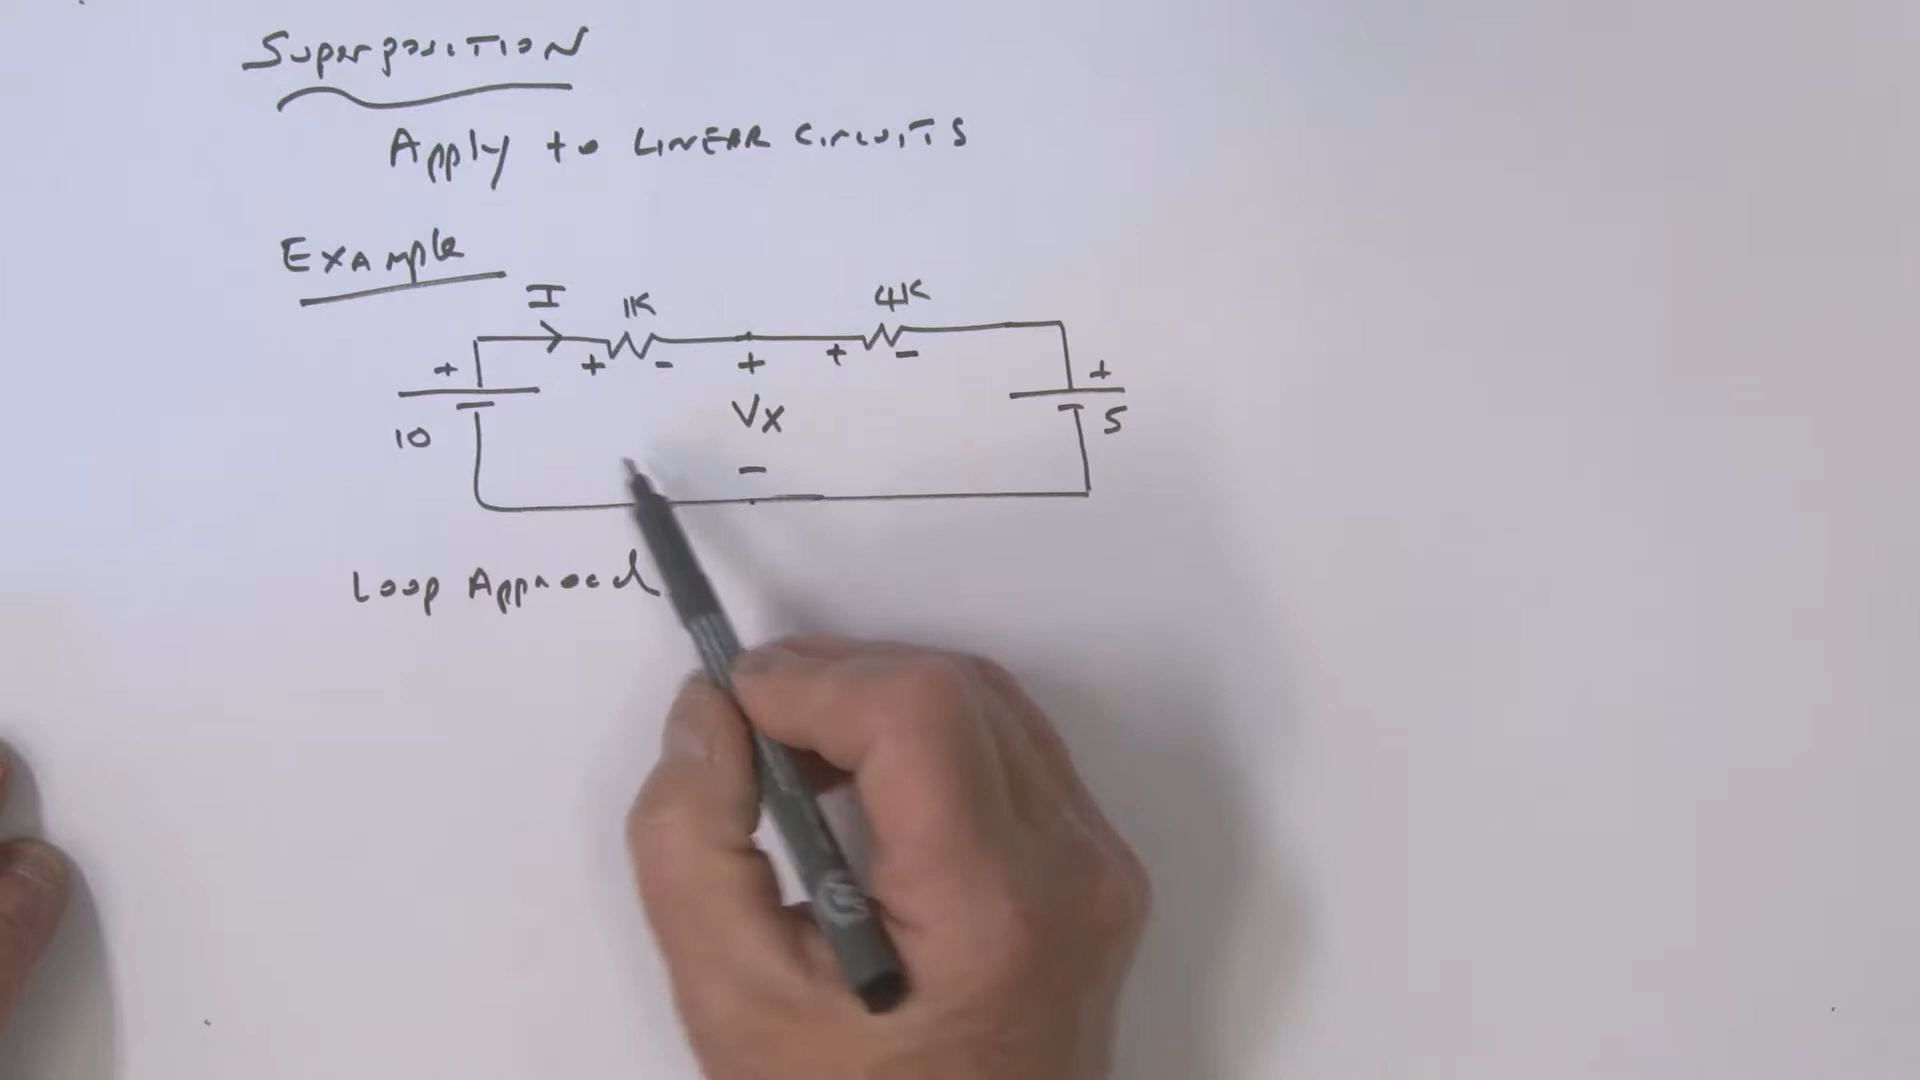 SuperposiTION
Apply to LINEAR CIrcuITS
ExAmple
I 1K 4K
+ + - + + - +
10 Vx 5
-
Loop Approach